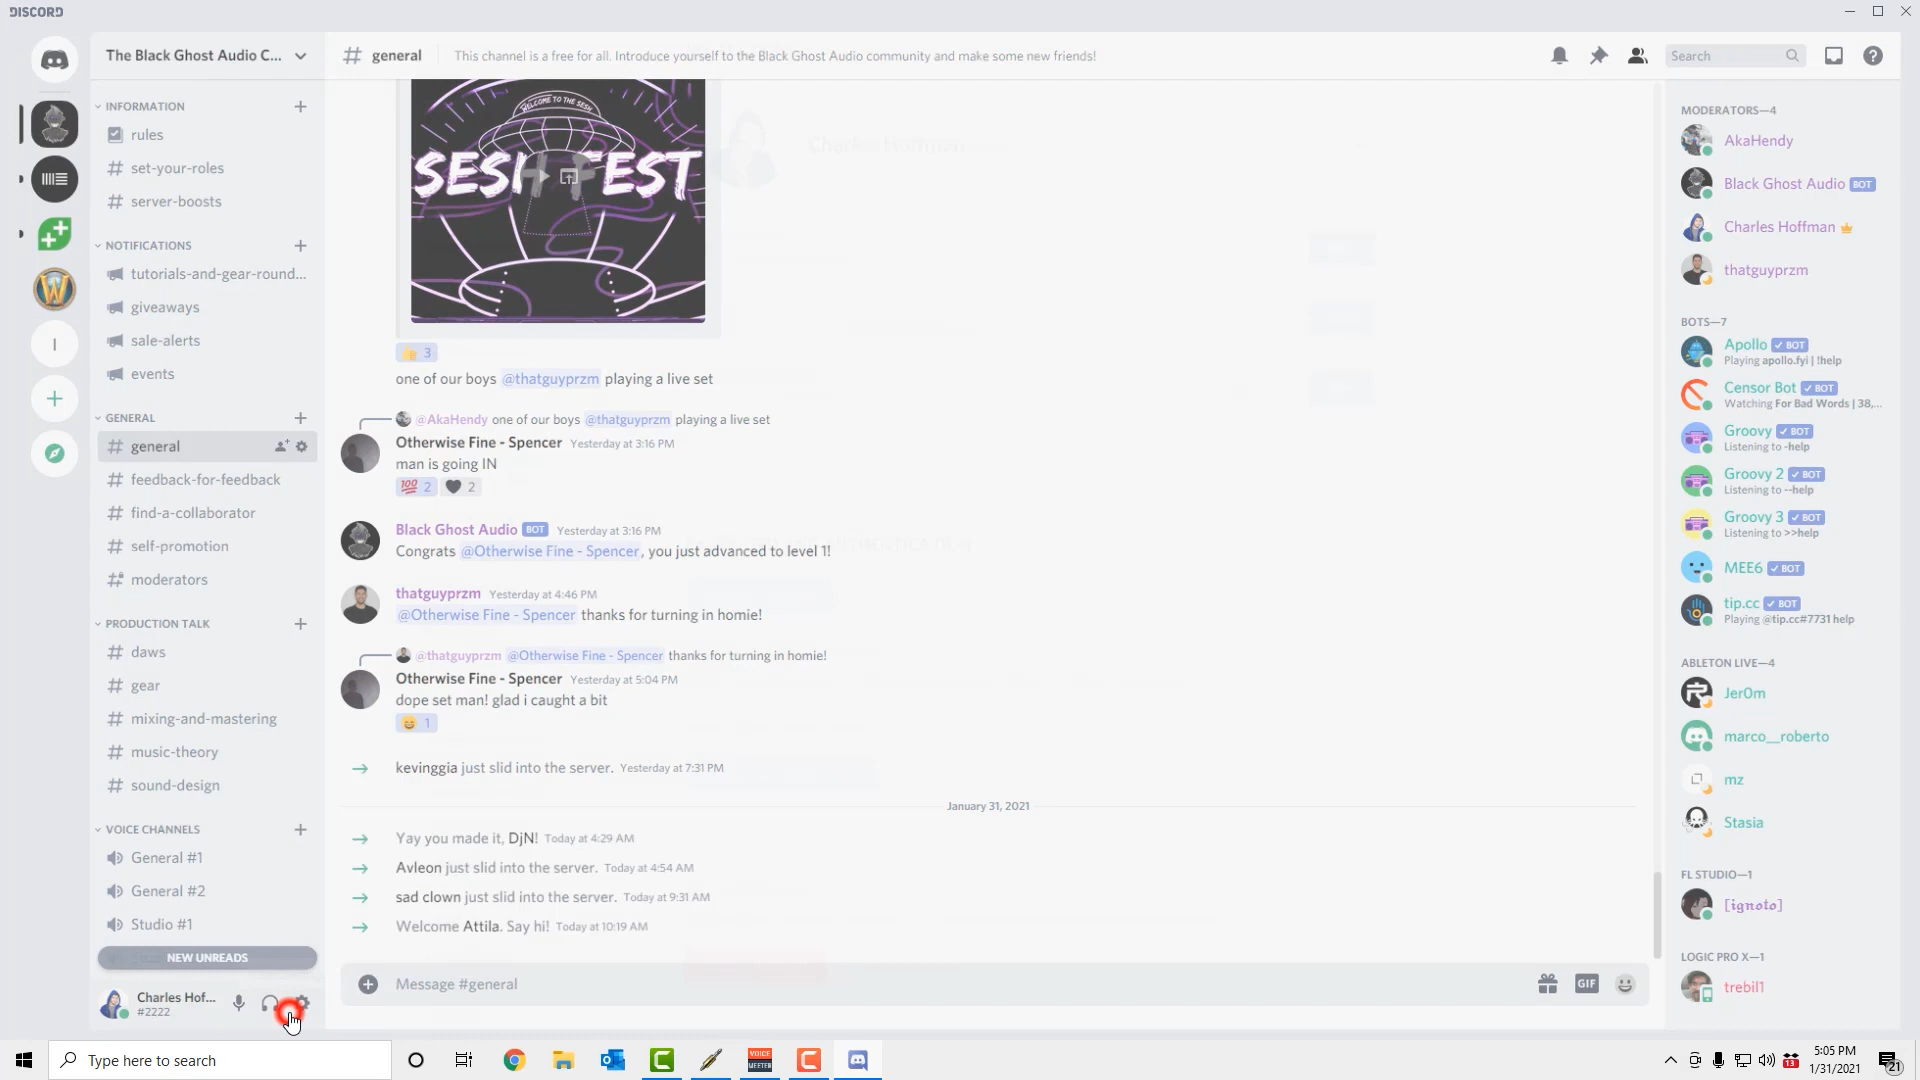 DISCORD
The Black Ghost Audio C...
INFORMATION
rules
set-your-roles
server-boosts
NOTIFICATIONS
tutorials-and-gear-round...
giveaways
sale-alerts
events
GENERAL
general
feedback-for-feedback
find-a-collaborator
self-promotion
moderators
PRODUCTION TALK
daws
gear
mixing-and-mastering
music-theory
sound-design
VOICE CHANNELS
General #1
General #2
Studio #1
NEW UNREADS
Charles Hof...
#2222
general
This channel is a free for all. Introduce yourself to the Black Ghost Audio community and make some new friends!
Search
WELCOME TO THE SESH
SESH FEST
Charles Hoffman
3
one of our boys @thatguyprzm playing a live set
@AkaHendy one of our boys @thatguyprzm playing a live set
Otherwise Fine - Spencer Yesterday at 3:16 PM
man is going IN
100 2 2
Black Ghost Audio BOT Yesterday at 3:16 PM
Congrats @Otherwise Fine - Spencer, you just advanced to level 1!
thatguyprzm Yesterday at 4:46 PM
@Otherwise Fine - Spencer thanks for turning in homie!
@thatguyprzm @Otherwise Fine - Spencer thanks for turning in homie!
Otherwise Fine - Spencer Yesterday at 5:04 PM
dope set man! glad i caught a bit
1
kevinggia just slid into the server. Yesterday at 7:31 PM
January 31, 2021
Yay you made it, DjN! Today at 4:29 AM
Avleon just slid into the server. Today at 4:54 AM
sad clown just slid into the server. Today at 9:31 AM
Welcome Attila. Say hi! Today at 10:19 AM
Message #general
GIF
MODERATORS—4
AkaHendy
Black Ghost Audio BOT
Charles Hoffman
thatguyprzm
BOTS—7
Apollo BOT
Playing apollo.fyi | !help
Censor Bot BOT
Watching For Bad Words | 38,...
Groovy BOT
Listening to -help
Groovy 2 BOT
Listening to --help
Groovy 3 BOT
Listening to >>help
MEE6 BOT
tip.cc BOT
Playing @tip.cc#7731 help
ABLETON LIVE—4
Jer0m
marco__roberto
mz
Stasia
FL STUDIO—1
[ignoto]
LOGIC PRO X—1
trebil1
Type here to search
VOICE
MEETER
13
5:05 PM
1/31/2021
21